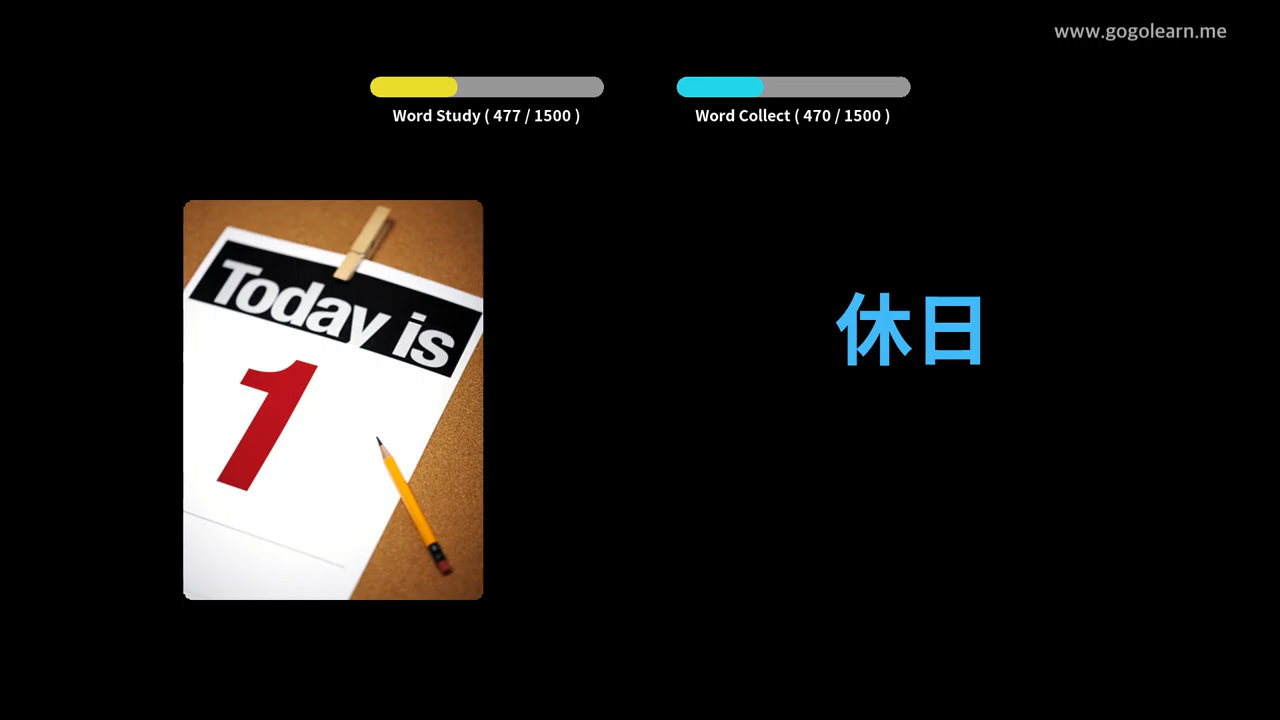 www.gogolearn.me
Word Study ( 477 / 1500 )
Word Collect ( 470 / 1500 )
Today is
1
休日